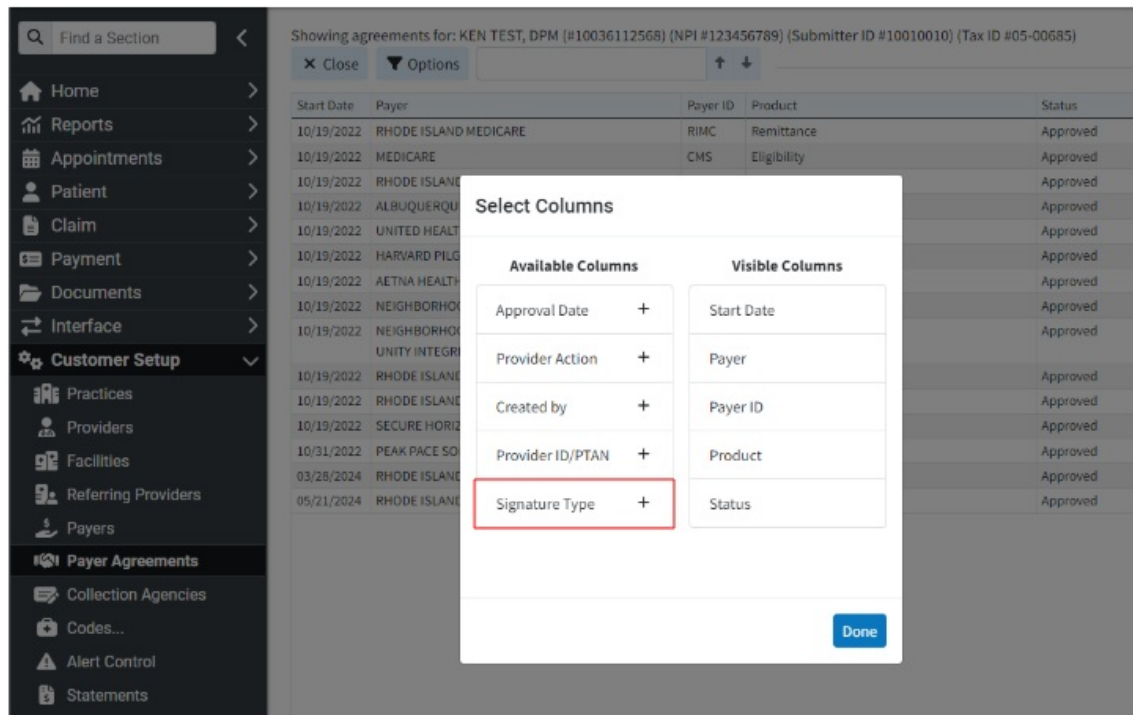 Find a Section
Home
Reports
Appointments
Patient
Claim
Payment
Documents
Interface
Customer Setup
Practices
Providers
Facilities
Referring Providers
Payers
Payer Agreements
Collection Agencies
Codes...
Alert Control
Statements
Showing agreements for: KEN TEST, DPM (#10036112568) (NPI #123456789) (Submitter ID #10010010) (Tax ID #05-00685)
× Close Options
Start Date Payer Payer ID Product Status
10/19/2022 RHODE ISLAND MEDICARE RIMC Remittance Approved
10/19/2022 MEDICARE CMS Eligibility Approved
10/19/2022 RHODE ISLAND Approved
10/19/2022 ALBUQUERQU Approved
10/19/2022 UNITED HEALT Approved
10/19/2022 HARVARD PILG Approved
10/19/2022 AETNA HEALTH Approved
10/19/2022 NEIGHBORHO Approved
10/19/2022 NEIGHBORHO Approved
UNITY INTEGRI
10/19/2022 RHODE ISLAND Approved
10/19/2022 RHODE ISLAND Approved
10/19/2022 SECURE HORIZ Approved
10/31/2022 PEAK PACE SO Approved
03/28/2024 RHODE ISLAND Approved
05/21/2024 RHODE ISLAND Approved
Select Columns
Available Columns Visible Columns
Approval Date + Start Date
Provider Action + Payer
Created by + Payer ID
Provider ID/PTAN + Product
Signature Type + Status
Done